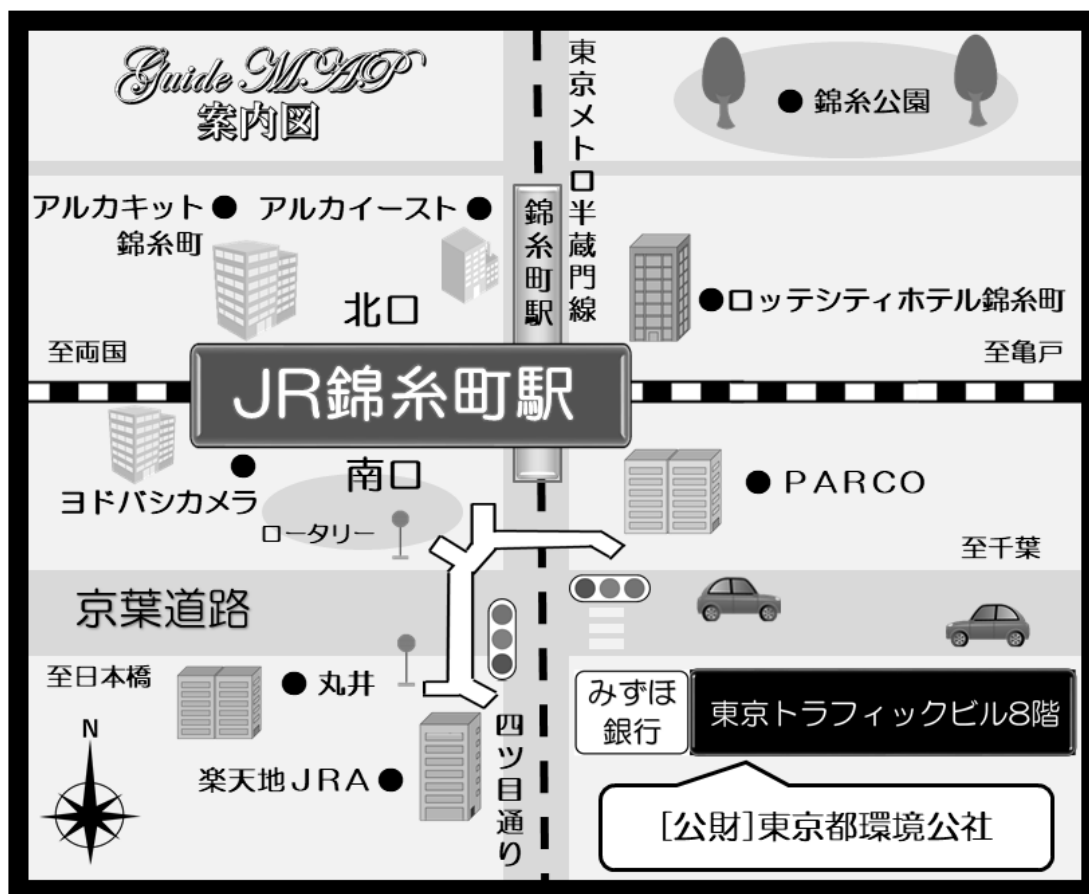 Guide MAP
案内図
東京メトロ半蔵門線
錦糸公園
アルカキット
錦糸町
アルカイースト
錦糸町駅
北口
ロッテシティホテル錦糸町
至両国
至亀戸
JR錦糸町駅
南口
ヨドバシカメラ
PARCO
ロータリー
至千葉
京葉道路
至日本橋
丸井
みずほ
銀行
東京トラフィックビル8階
N
四ツ目通り
楽天地JRA
[公財]東京都環境公社